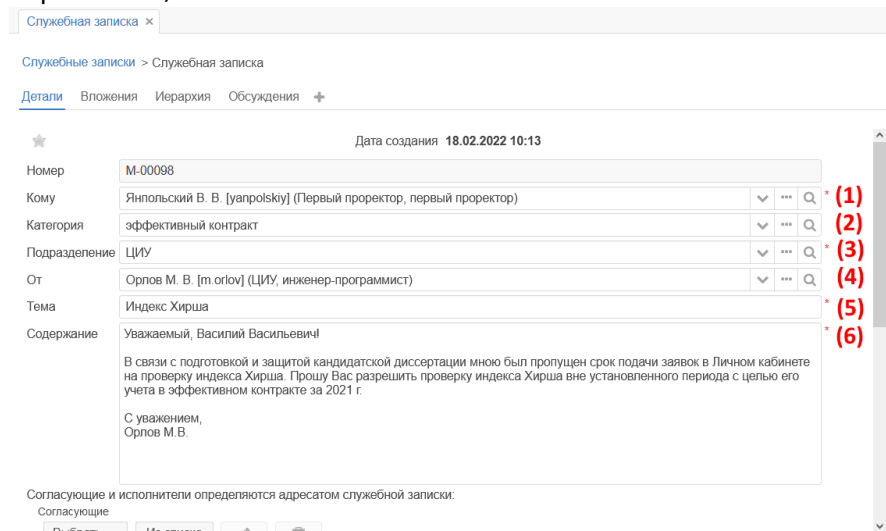 Служебная записка ×
Служебные записки > Служебная записка
Детали Вложения Иерархия Обсуждения +
Дата создания 18.02.2022 10:13
Номер M-00098
Кому Янпольский В. В. [yanpolskiy] (Первый проректор, первый проректор) * (1)
Категория эффективный контракт (2)
Подразделение ЦИУ * (3)
От Орлов М. В. [m.orlov] (ЦИУ, инженер-программист) (4)
Тема Индекс Хирша * (5)
Содержание Уважаемый, Василий Васильевич! * (6)
В связи с подготовкой и защитой кандидатской диссертации мною был пропущен срок подачи заявок в Личном кабинете
на проверку индекса Хирша. Прошу Вас разрешить проверку индекса Хирша вне установленного периода с целью его
учета в эффективном контракте за 2021 г.
С уважением,
Орлов М.В.
Согласующие и исполнители определяются адресатом служебной записки:
Согласующие